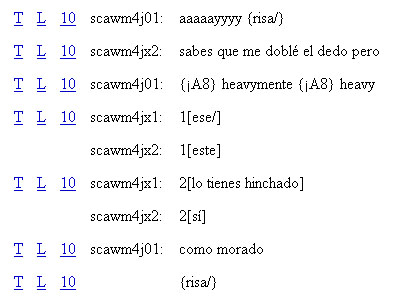 T L 10 scawm4j01: aaaaayyyy {risa/}
T L 10 scawm4jx2: sabes que me doblé el dedo pero
T L 10 scawm4j01: {¡A8} heavymente {¡A8} heavy
T L 10 scawm4jx1: 1[ese/]
scawm4jx2: 1[este]
T L 10 scawm4jx1: 2[lo tienes hinchado]
scawm4jx2: 2[sí]
T L 10 scawm4j01: como morado
T L 10 {risa/}